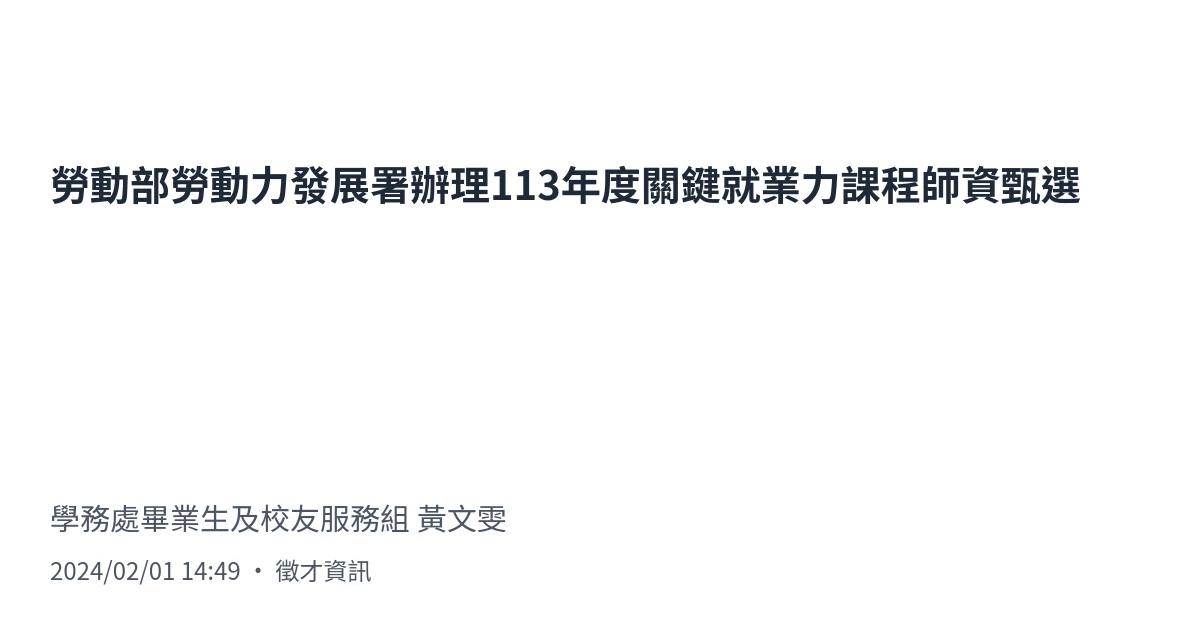 勞動部勞動力發展署辦理113年度關鍵就業力課程師資甄選
學務處畢業生及校友服務組 黃文雯
2024/02/01 14:49 • 徵才資訊